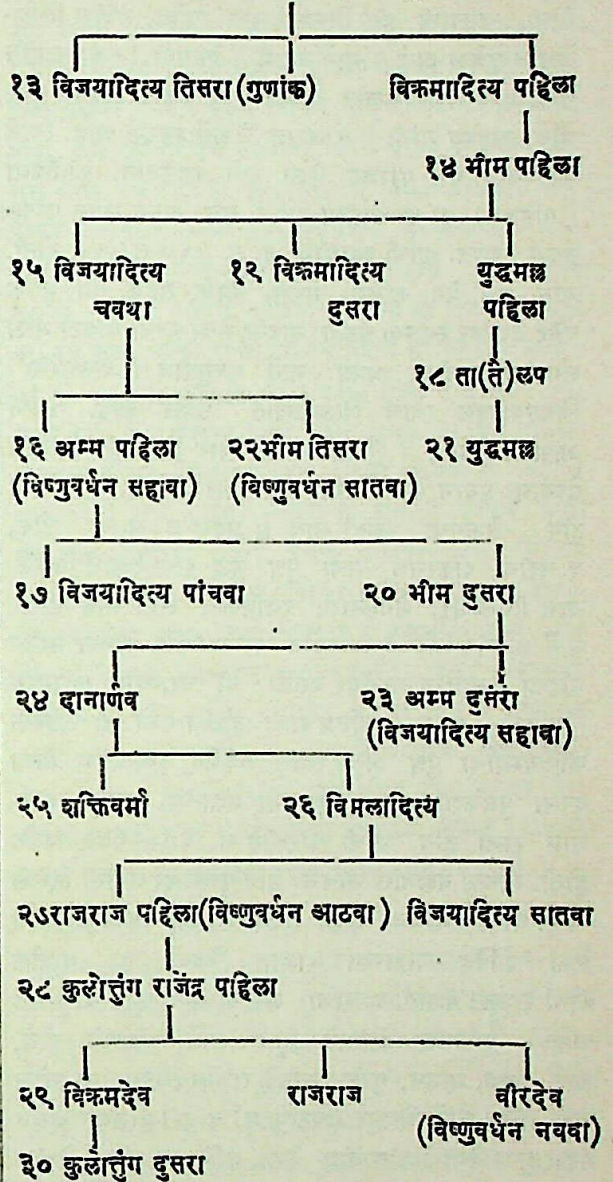 १३ विजयादित्य तिसरा (गुणांक) विक्रमादित्य पहिला
१४ भीम पहिला
१५ विजयादित्य १९ विक्रमादित्य युद्धमल्ल
चवथा दुसरा पहिला
१८ ता(ते)लप
१६ अम्म पहिला २२भीम तिसरा २१ युद्धमल्ल
(विष्णुवर्धन सहावा) (विष्णुवर्धन सातवा)
१७ विजयादित्य पांचवा २० भीम दुसरा
२४ दानार्णव २३ अम्म दुसरा
(विजयादित्य सहावा)
२५ शक्तिवर्मा २६ विमलादित्य
२७राजराज पहिला(विष्णुवर्धन आठवा) विजयादित्य सातवा
२८ कुलोत्तुंग राजेंद्र पहिला
२९ विक्रमदेव राजराज वीरदेव
(विष्णुवर्धन नववा)
३० कुलोत्तुंग दुसरा